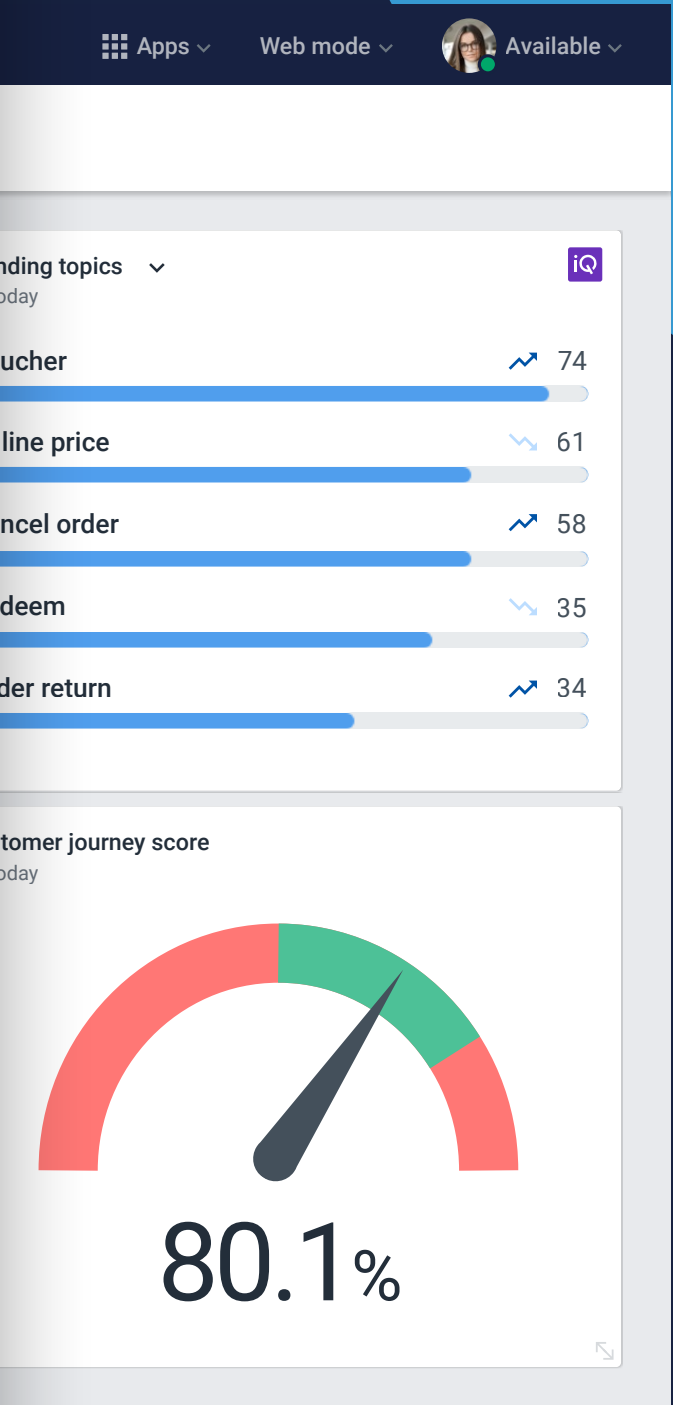 Apps Web mode Available
nding topics iQ
oday
ucher 74
line price 61
ncel order 58
deem 35
der return 34
tomer journey score
oday
80.1%